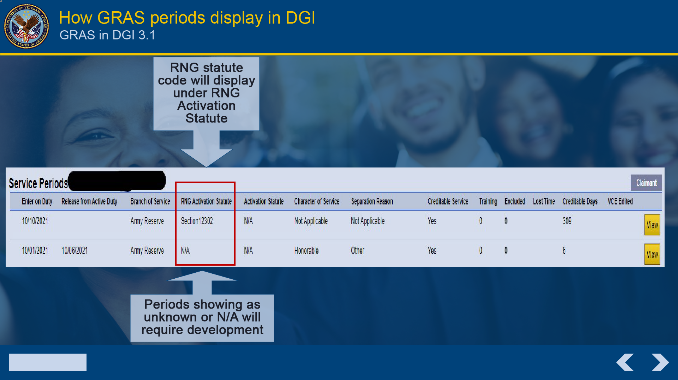 How GRAS periods display in DGI
GRAS in DGI 3.1
RNG statute
code will display
under RNG
Activation
Statute
Service Periods
Claimant
Enter on Duty Release from Active Duty Branch of Service RNG Activation Statute Activation Statute Character of Service Separation Reason Creditable Service Training Excluded Lost Time Creditable Days VCE Edited
10/10/2021 Army Reserve Section12302 N/A Not Applicable Not Applicable Yes 0 0
View
10/01/2021 10/06/2021 Army Reserve N/A N/A Honorable Other Yes 0 0 6
View
Periods showing as
unknown or N/A will
require development